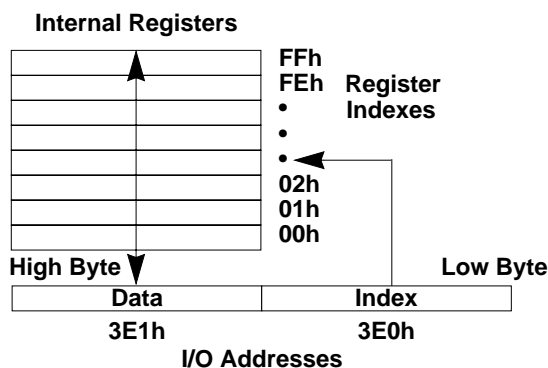 Internal Registers
FFh
FEh
Register
Indexes
•
•
•
02h
01h
00h
High Byte
Low Byte
Data
Index
3E1h
3E0h
I/O Addresses